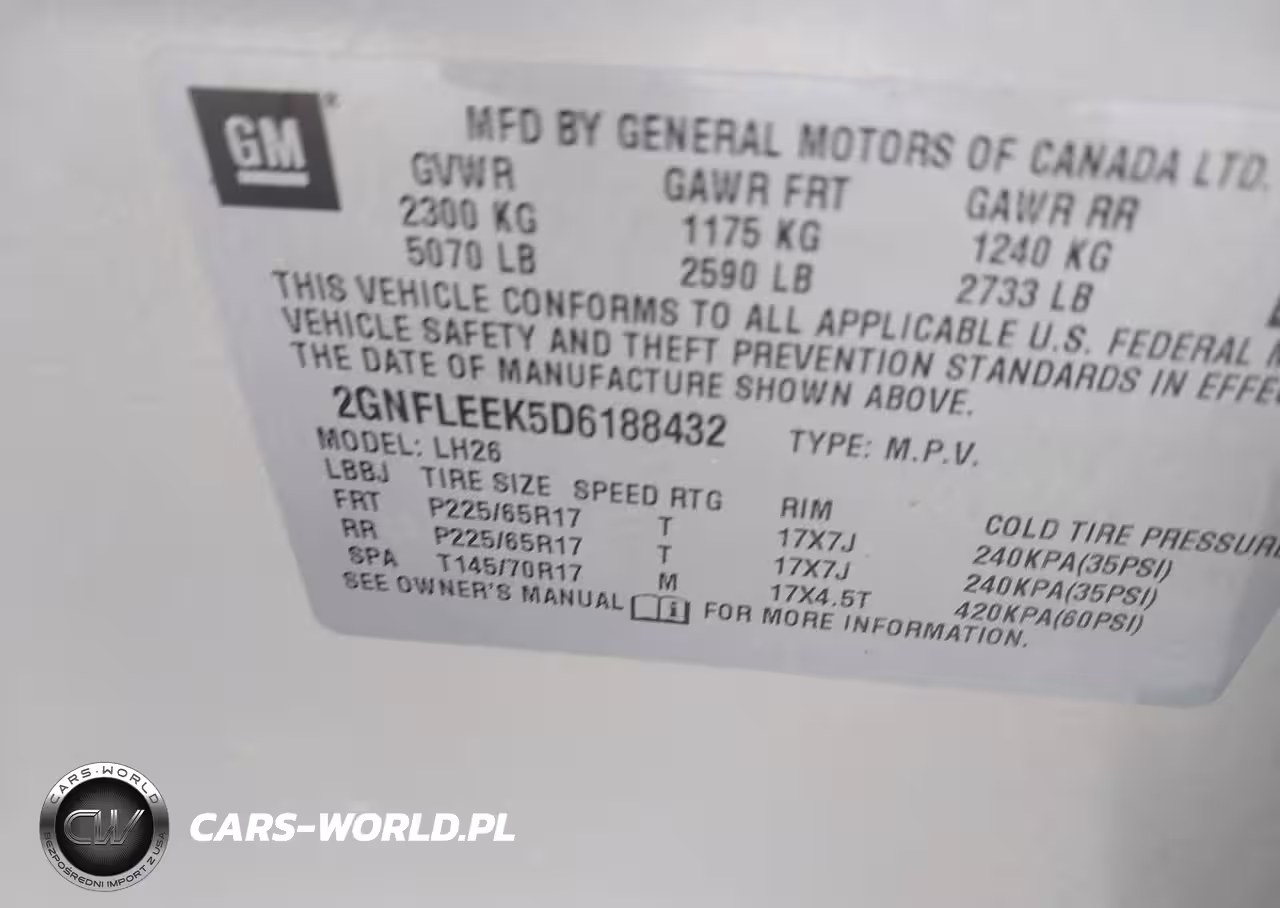 GM ®
MFD BY GENERAL MOTORS OF CANADA LTD.
GVWR GAWR FRT GAWR RR
2300 KG 1175 KG 1240 KG
5070 LB 2590 LB 2733 LB
THIS VEHICLE CONFORMS TO ALL APPLICABLE U.S. FEDERAL
VEHICLE SAFETY AND THEFT PREVENTION STANDARDS IN EFFE
THE DATE OF MANUFACTURE SHOWN ABOVE.
2GNFLEEK5D6188432 TYPE: M.P.V.
MODEL: LH26
LBBJ TIRE SIZE SPEED RTG RIM COLD TIRE PRESSUR
FRT P225/65R17 T 17X7J 240KPA(35PSI)
RR P225/65R17 T 17X7J 240KPA(35PSI)
SPA T145/70R17 M 17X4.5T 420KPA(60PSI)
SEE OWNER'S MANUAL FOR MORE INFORMATION.
CARS-WORLD
CW
BEZPOŚREDNI IMPORT Z USA
CARS-WORLD.PL